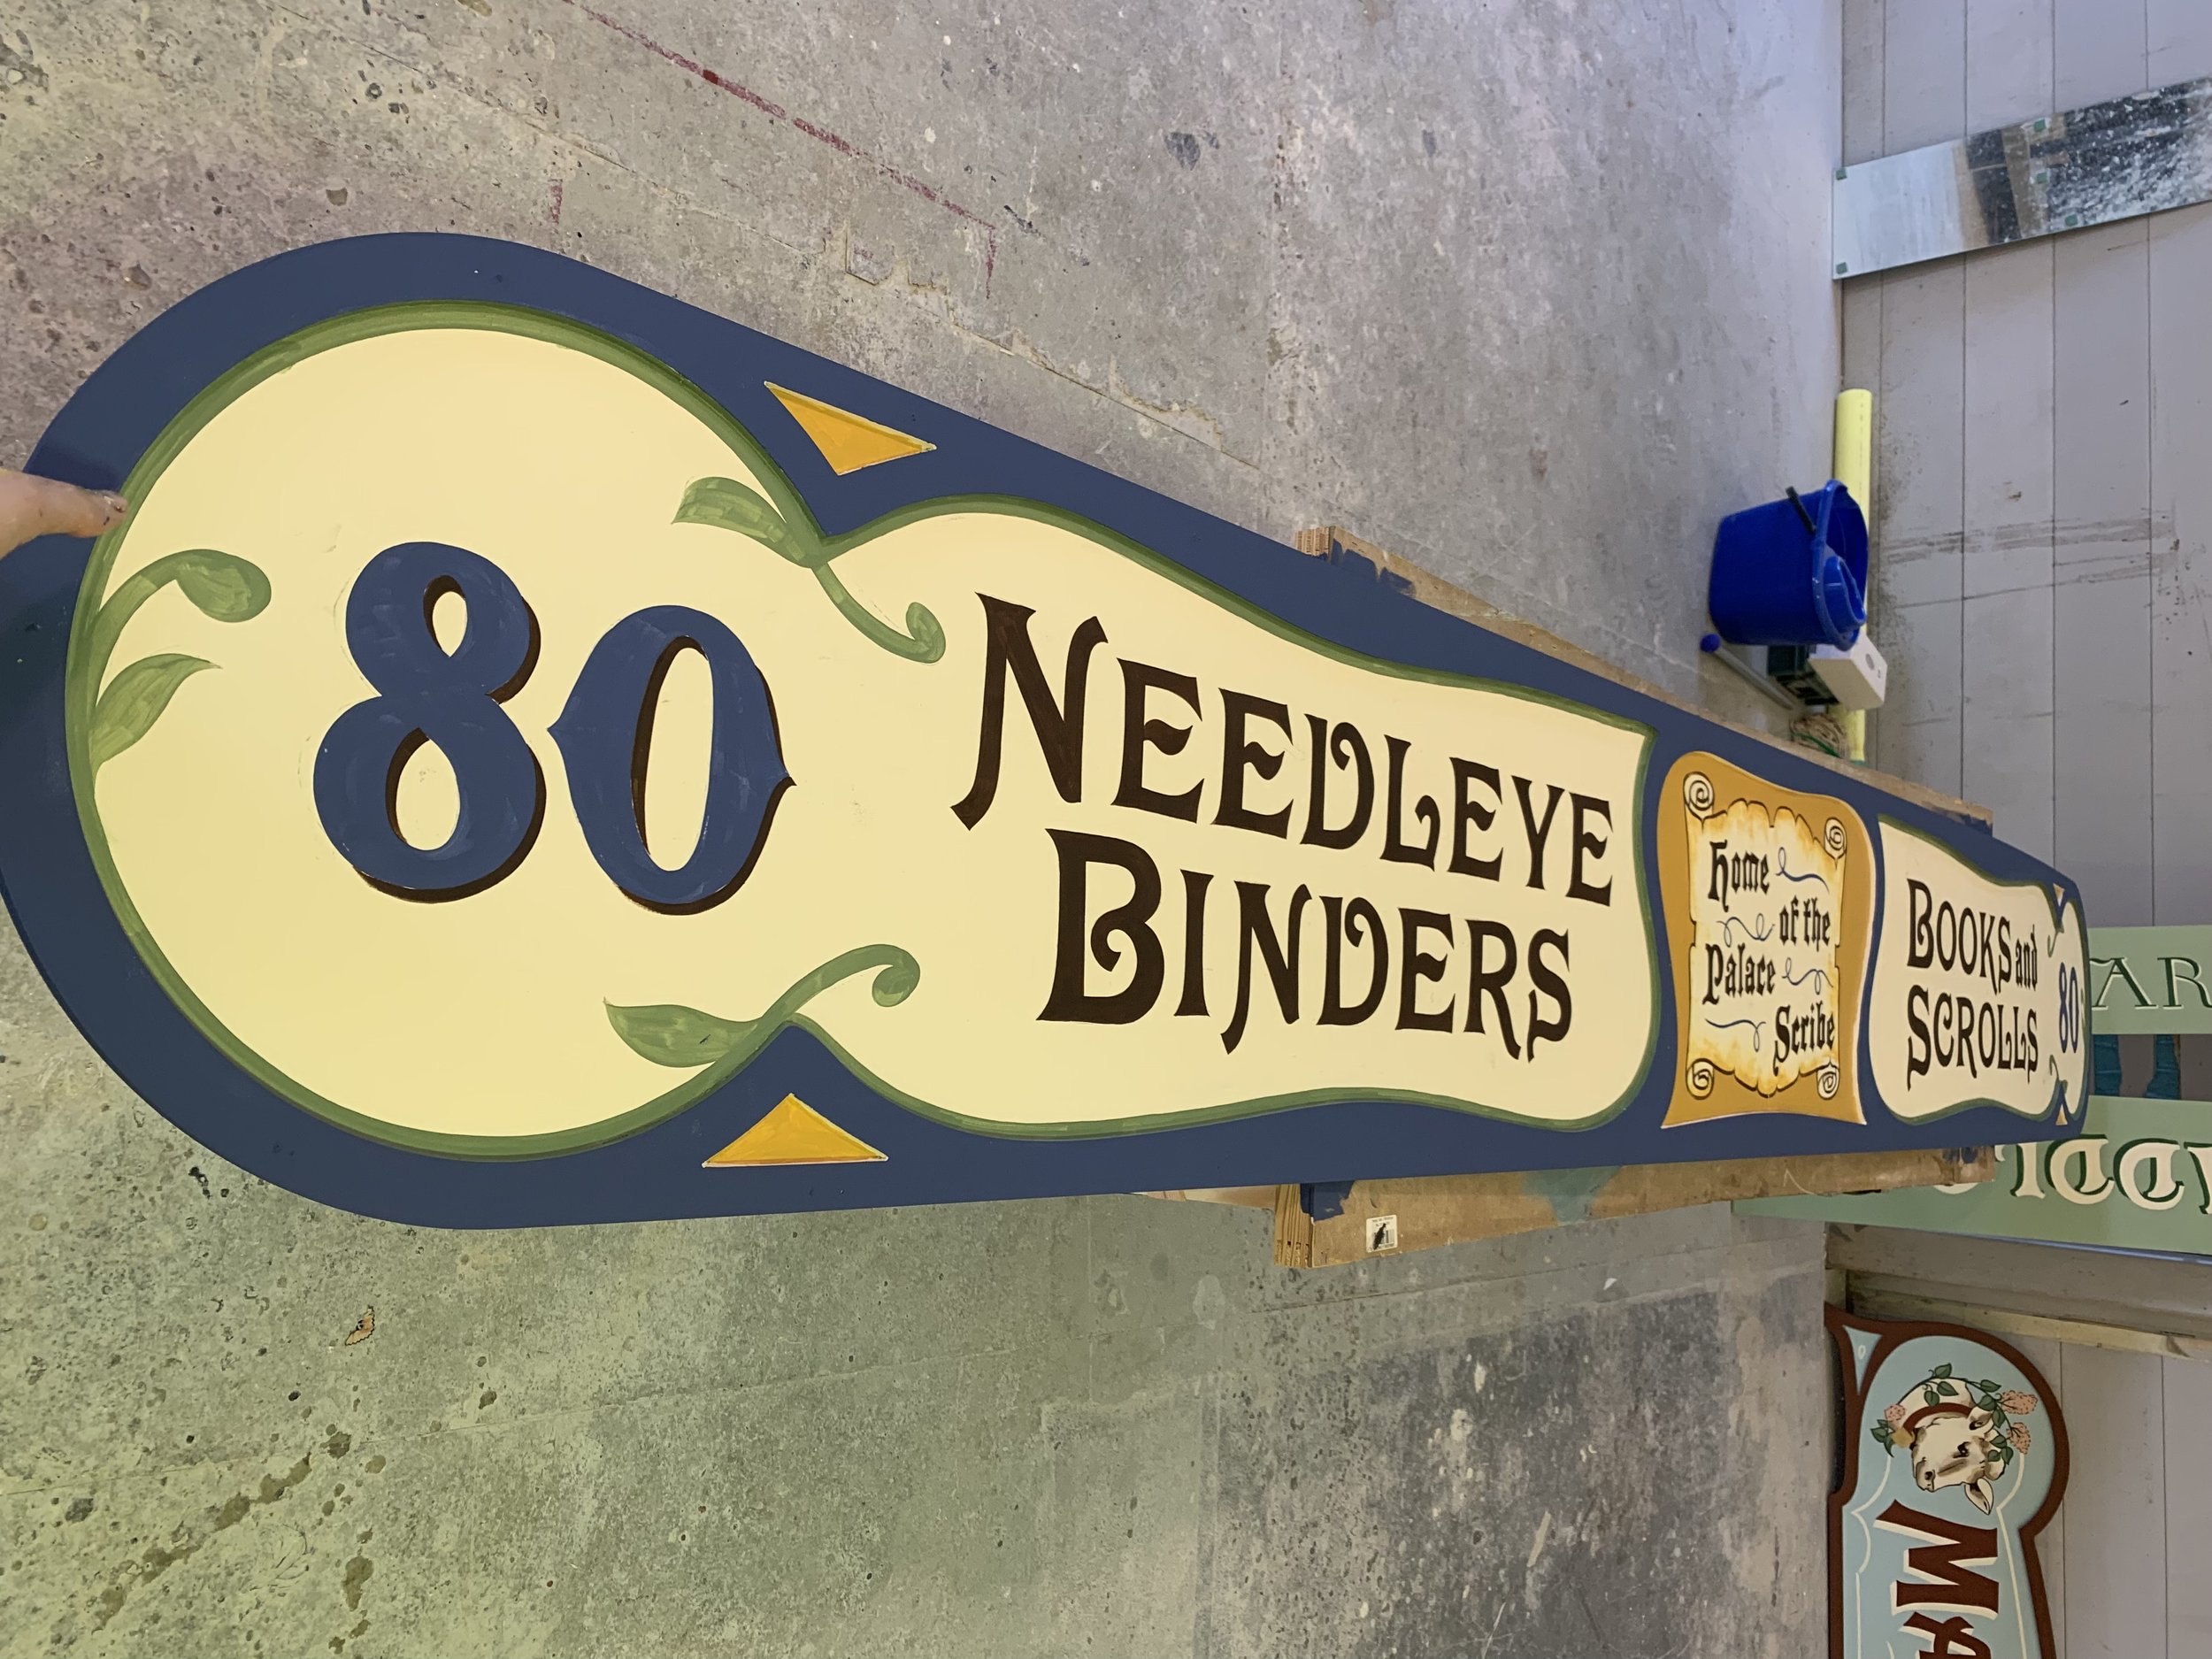 80
NEEDLEYE
BINDERS
Home
of the
Palace
Scribe
BOOKS and
SCROLLS
80